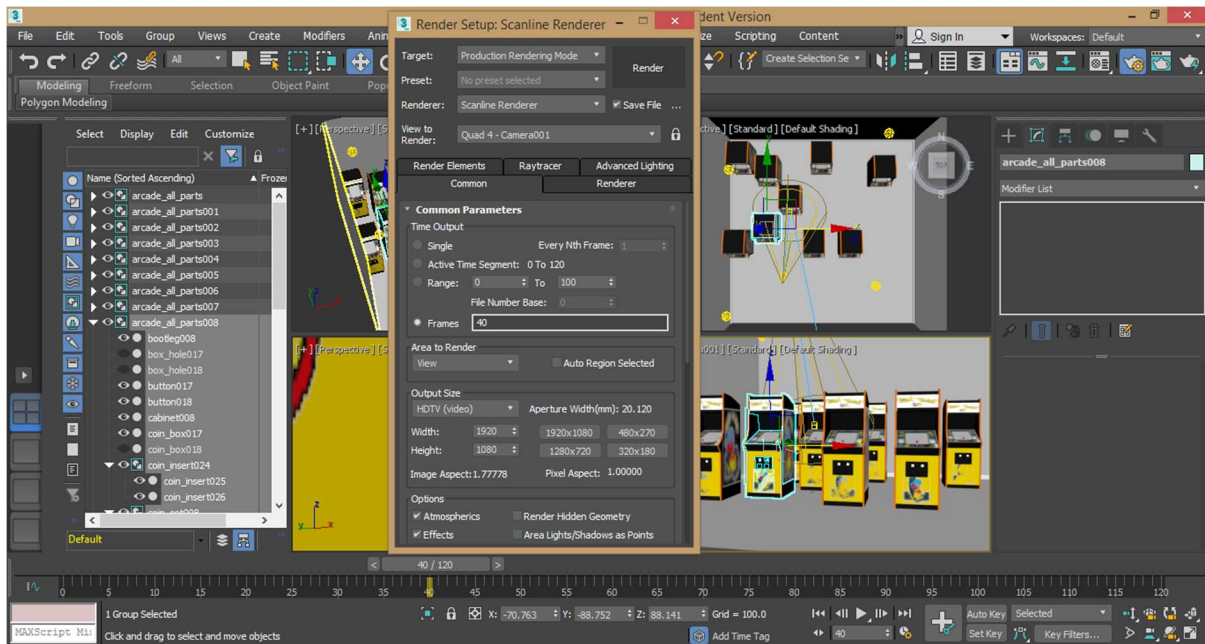 3
Render Setup: Scanline Renderer
dent Version
File Edit Tools Group Views Create Modifiers Scripting Content Sign In Workspaces: Default
All Create Selection Se
Modeling Freeform Selection Object Paint
Polygon Modeling
Select Display Edit Customize
Name (Sorted Ascending) Frozen
arcade_all_parts
arcade_all_parts001
arcade_all_parts002
arcade_all_parts003
arcade_all_parts004
arcade_all_parts005
arcade_all_parts006
arcade_all_parts007
arcade_all_parts008
bootleg008
box_hole017
box_hole018
button017
button018
cabinet008
coin_box017
coin_box018
coin_insert024
coin_insert025
coin_insert026
Default
Target: Production Rendering Mode
Render
Preset: No preset selected
Renderer: Scanline Renderer Save File ...
View to Render: Quad 4 - Camera001
Render Elements Raytracer Advanced Lighting
Common Renderer
Common Parameters
Time Output
Single Every Nth Frame: 1
Active Time Segment: 0 To 120
Range: 0 To 100
File Number Base: 0
Frames 40
Area to Render
View Auto Region Selected
Output Size
HDTV (video) Aperture Width(mm): 20.120
Width: 1920 1920x1080 480x270
Height: 1080 1280x720 320x180
Image Aspect: 1.77778 Pixel Aspect: 1.00000
Options
Atmospherics Render Hidden Geometry
Effects Area Lights/Shadows as Points
[+] [Perspective]
[Standard] [Default Shading]
N
W TOP E
S
[+] [Perspective]
[Standard] [Default Shading]
arcade_all_parts008
Modifier List
< 40 / 120 >
0 5 10 15 20 25 30 35 40 45 50 55 60 65 70 75 80 85 90 95 100 105 110 115 120
MAXScript Mi
1 Group Selected
Click and drag to select and move objects
X: -70.763 Y: -88.752 Z: 88.141 Grid = 100.0
Add Time Tag
40
Auto Key Selected
Set Key Key Filters...